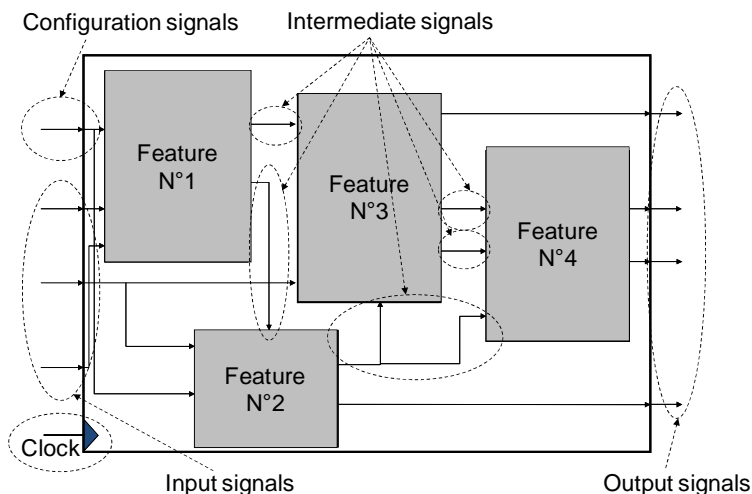 Configuration signals
Intermediate signals
Feature
N°1
Feature
N°3
Feature
N°4
Feature
N°2
Clock
Input signals
Output signals